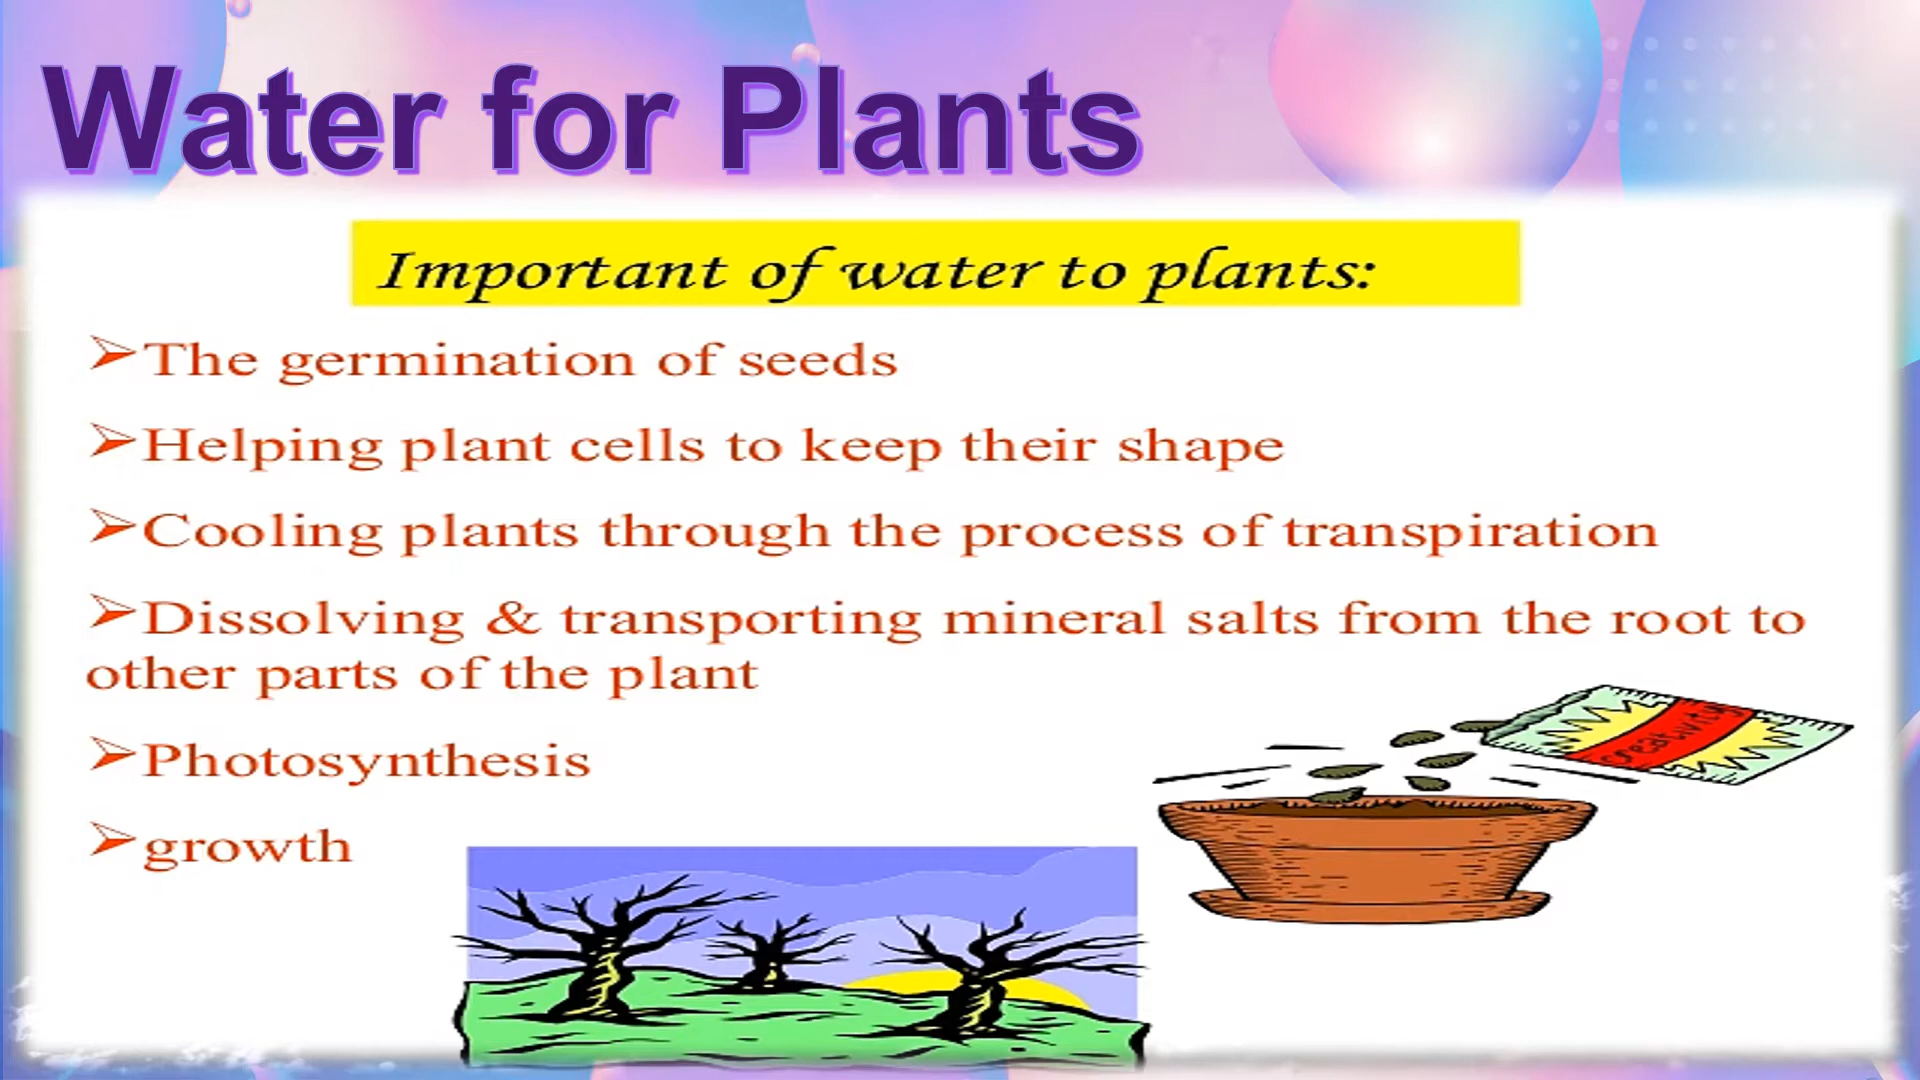 Water for Plants
Important of water to plants:
➢The germination of seeds
➢Helping plant cells to keep their shape
➢Cooling plants through the process of transpiration
➢Dissolving & transporting mineral salts from the root to
other parts of the plant
➢Photosynthesis
➢growth
creativity